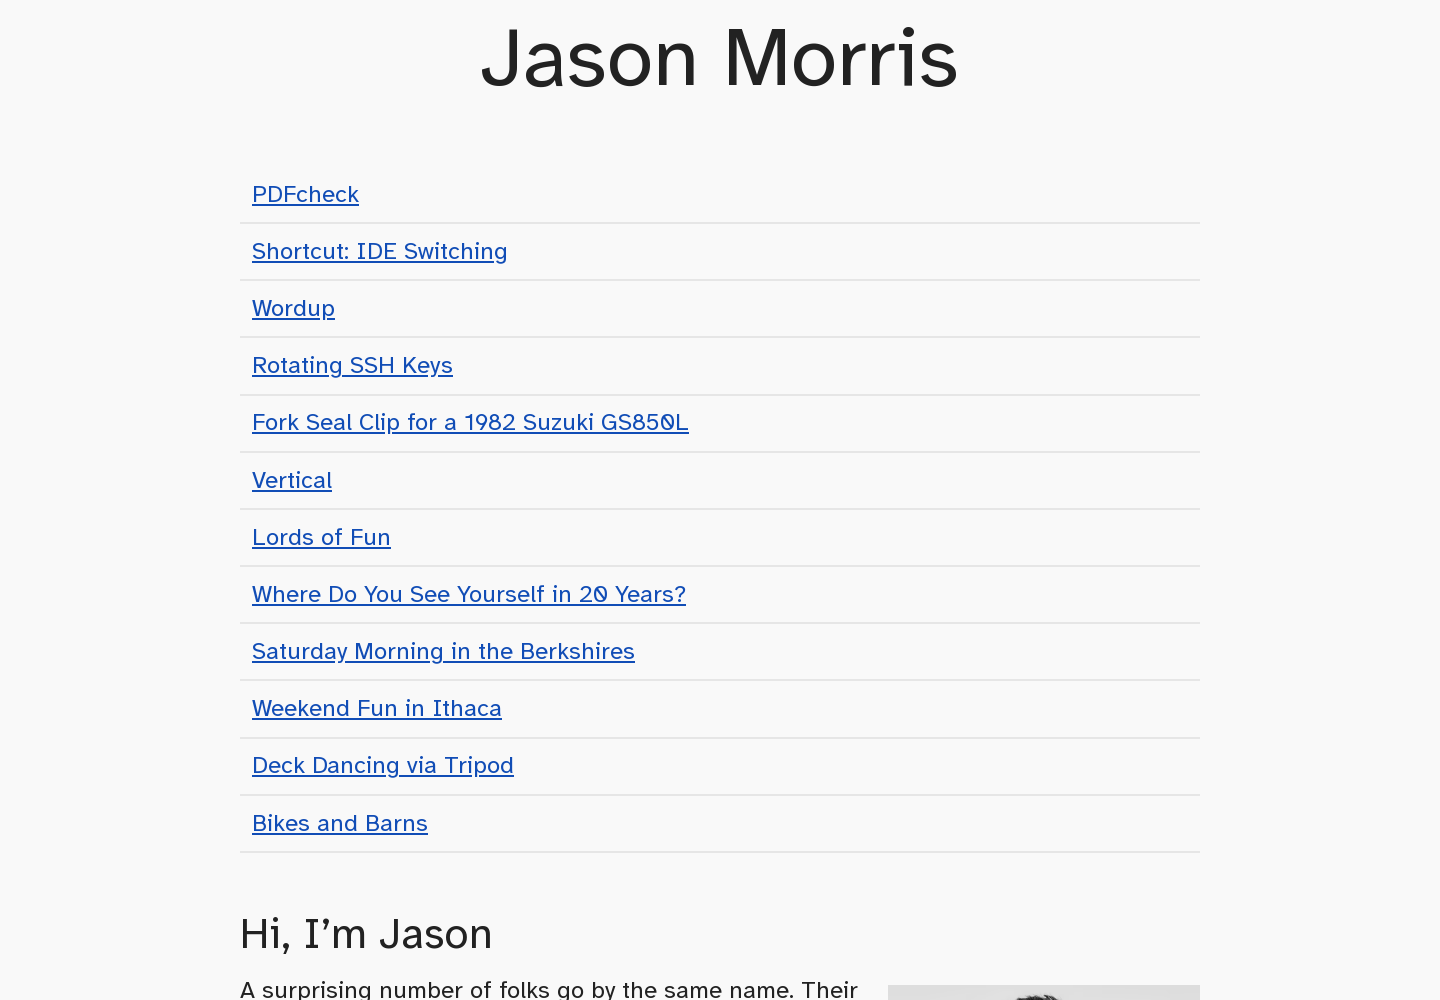 Jason Morris
PDFcheck
Shortcut: IDE Switching
Wordup
Rotating SSH Keys
Fork Seal Clip for a 1982 Suzuki GS850L
Vertical
Lords of Fun
Where Do You See Yourself in 20 Years?
Saturday Morning in the Berkshires
Weekend Fun in Ithaca
Deck Dancing via Tripod
Bikes and Barns
Hi, I’m Jason
A surprising number of folks go by the same name. Their